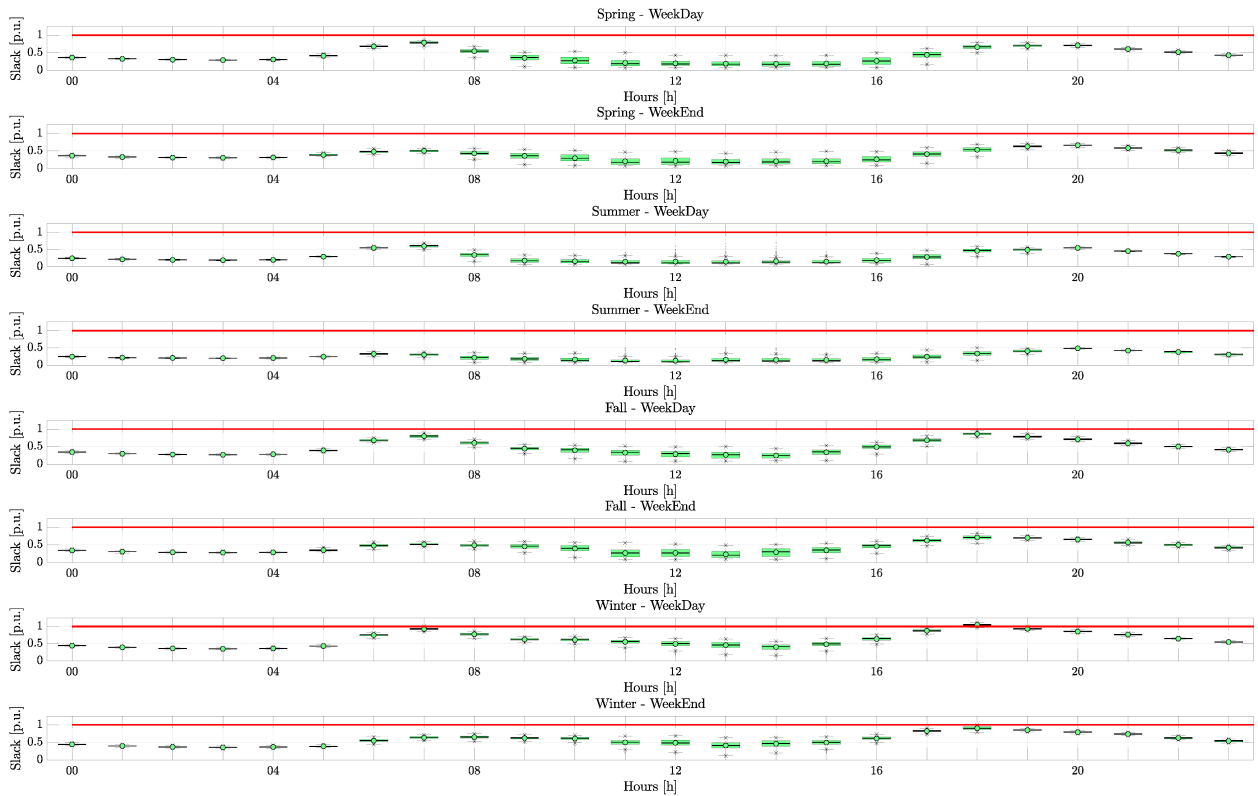 Spring - WeekDay
Slack [p.u.]
1
0.5
0
00 04 08 12 16 20
Hours [h]
Spring - WeekEnd
Slack [p.u.]
1
0.5
0
00 04 08 12 16 20
Hours [h]
Summer - WeekDay
Slack [p.u.]
1
0.5
0
00 04 08 12 16 20
Hours [h]
Summer - WeekEnd
Slack [p.u.]
1
0.5
0
00 04 08 12 16 20
Hours [h]
Fall - WeekDay
Slack [p.u.]
1
0.5
0
00 04 08 12 16 20
Hours [h]
Fall - WeekEnd
Slack [p.u.]
1
0.5
0
00 04 08 12 16 20
Hours [h]
Winter - WeekDay
Slack [p.u.]
1
0.5
0
00 04 08 12 16 20
Hours [h]
Winter - WeekEnd
Slack [p.u.]
1
0.5
0
00 04 08 12 16 20
Hours [h]